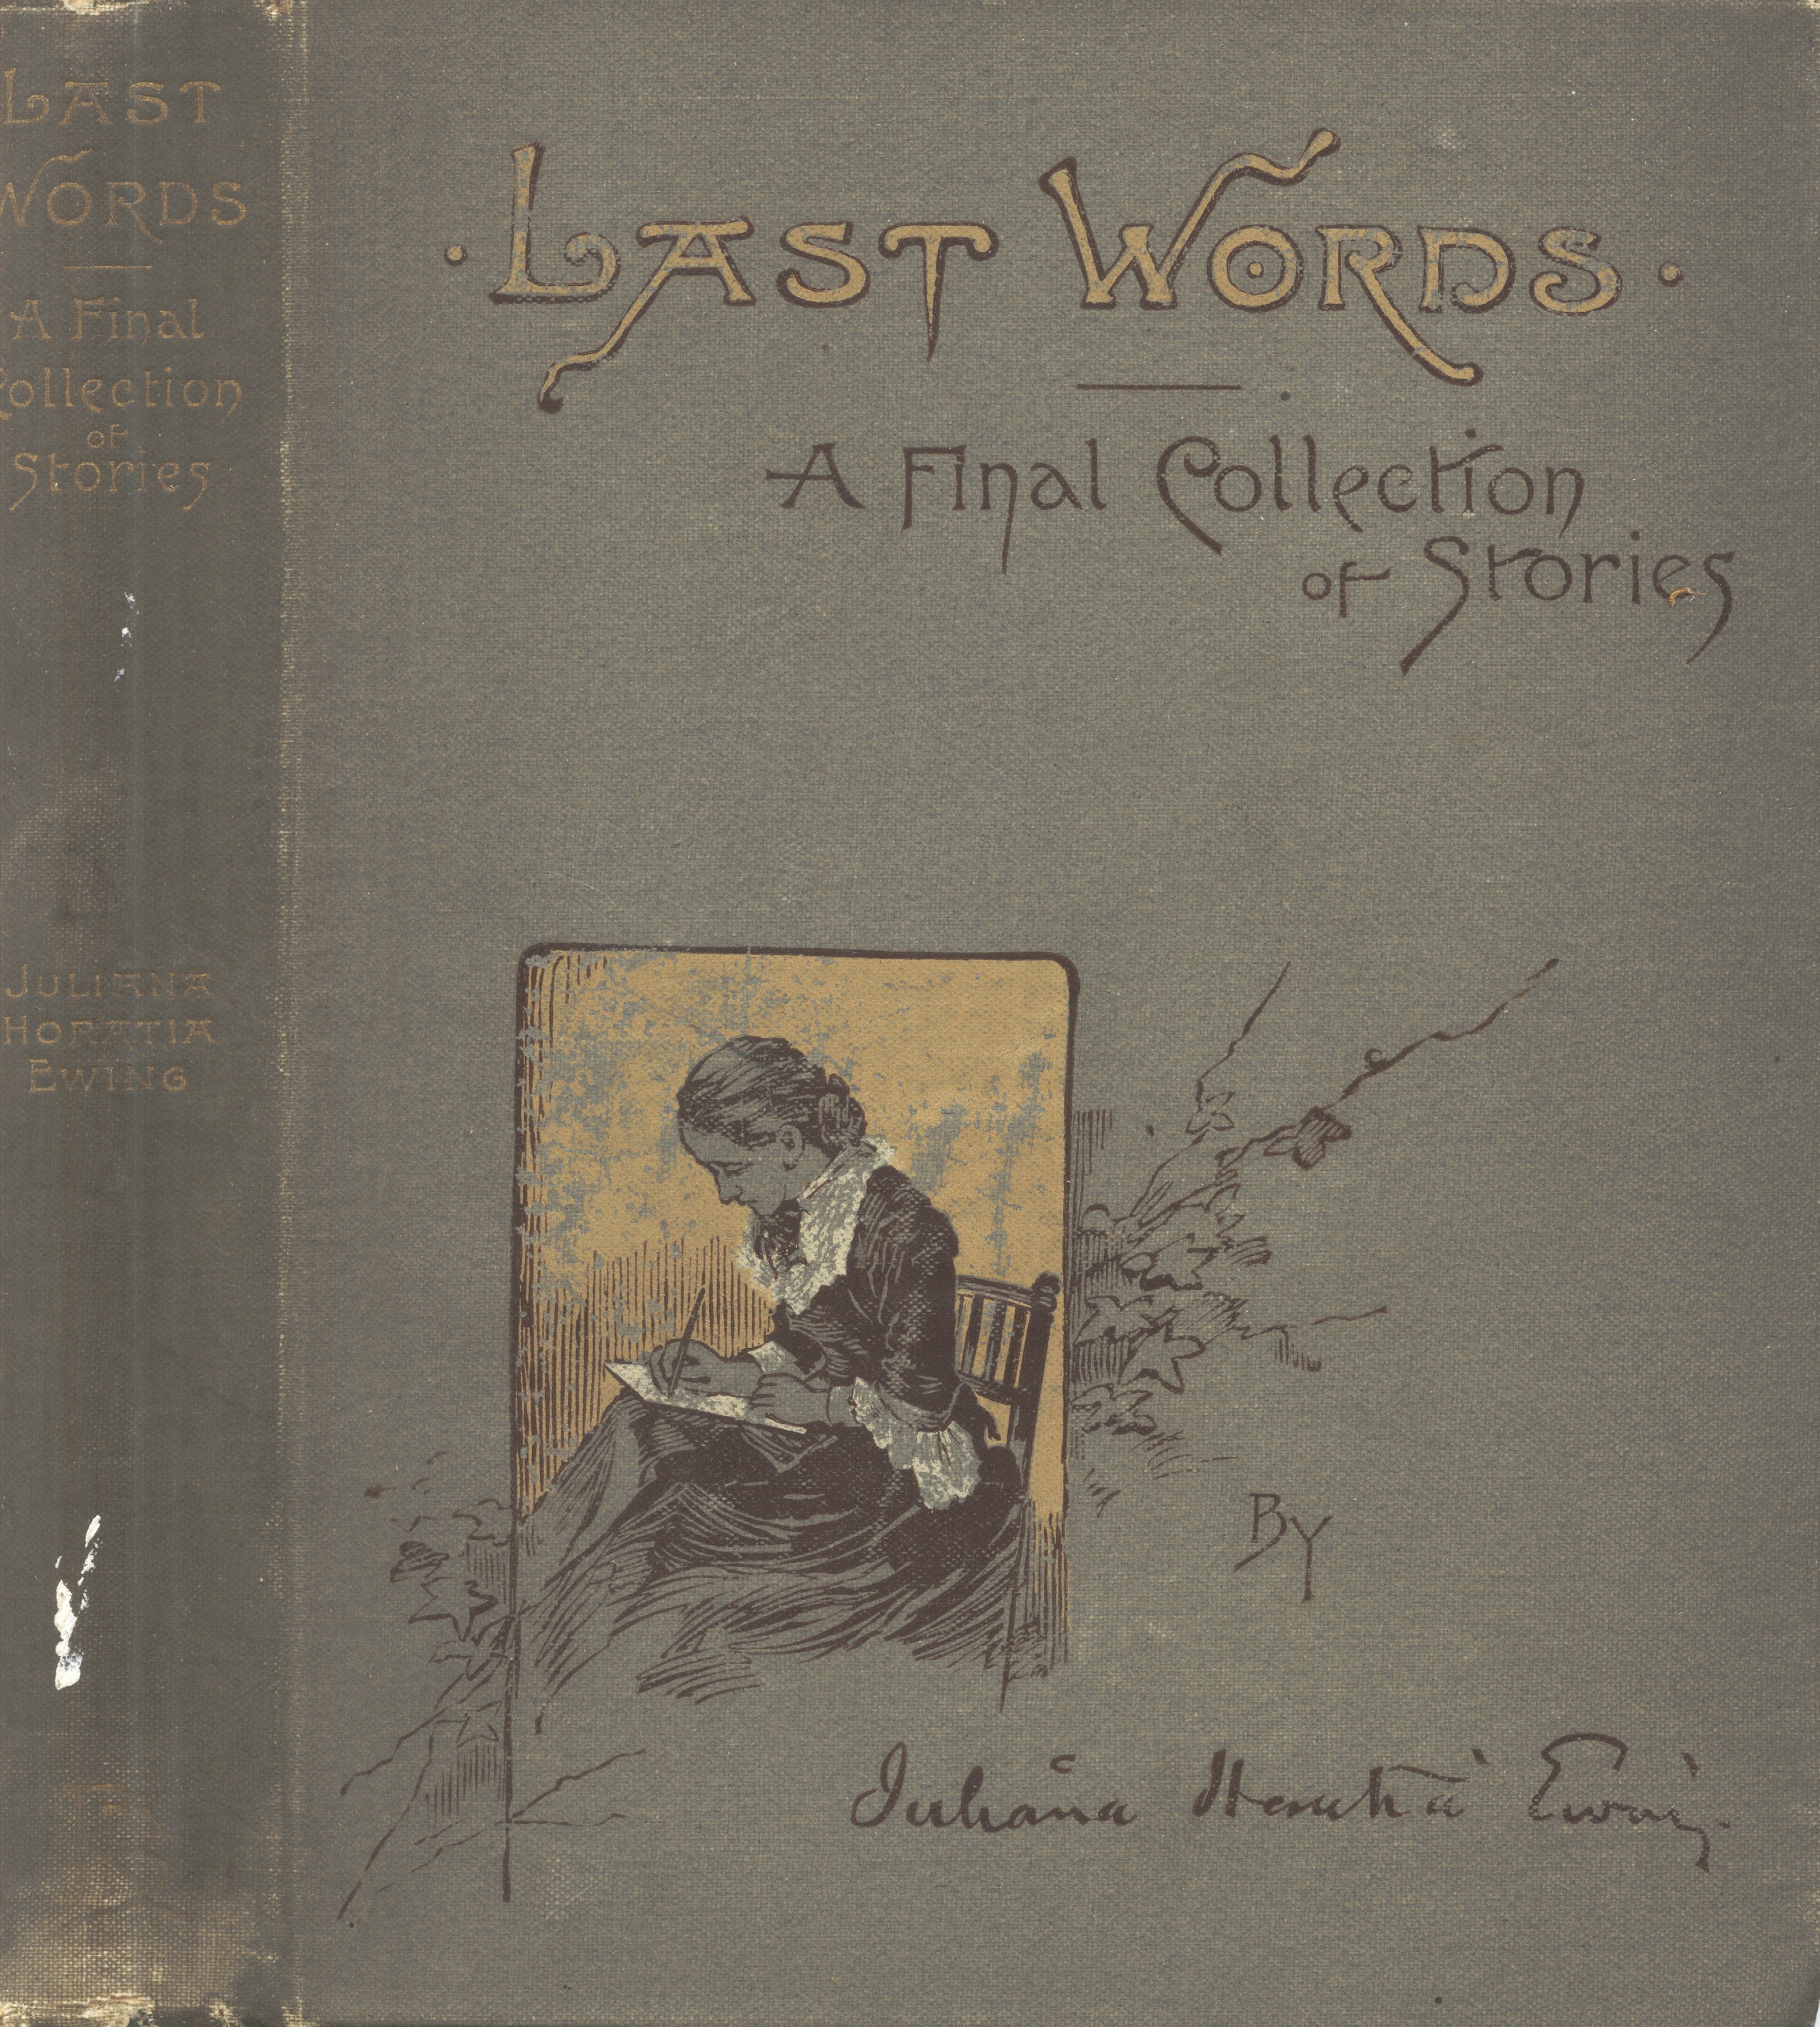 LAST
WORDS
A Final
Collection
of
Stories
JULIANA
HORATIA
EWING
· LAST WORDS ·
A Final Collection
of Stories
By
Juliana Horatia Ewing